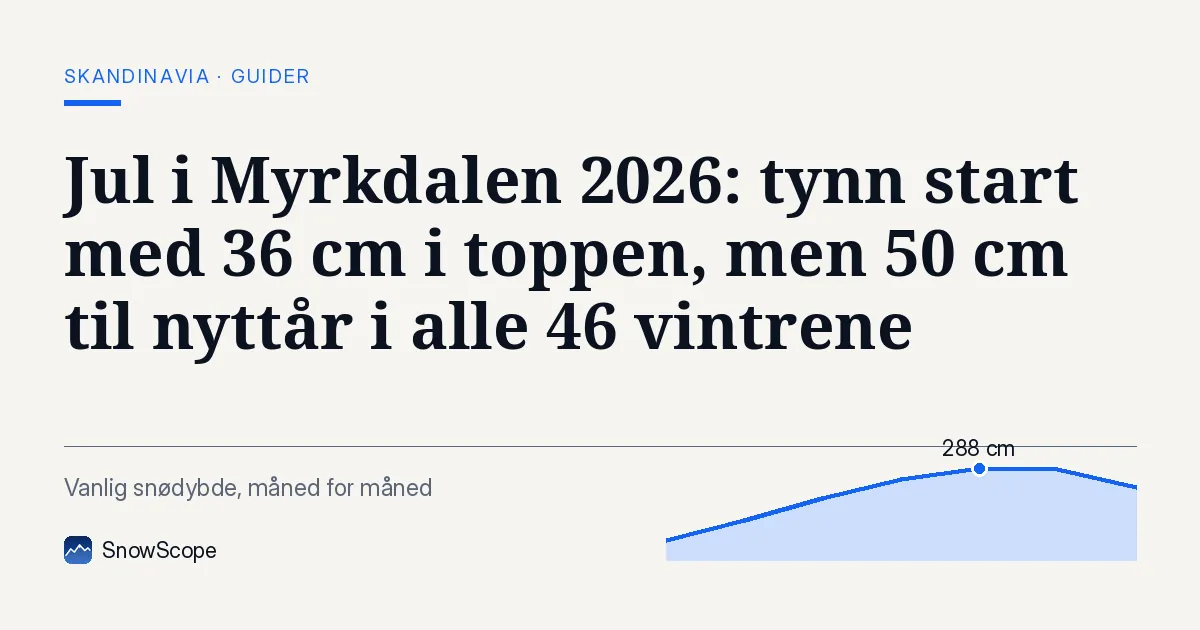 SKANDINAVIA · GUIDER
Jul i Myrkdalen 2026: tynn start
med 36 cm i toppen, men 50 cm
til nyttår i alle 46 vintrene
288 cm
Vanlig snødybde, måned for måned
SnowScope